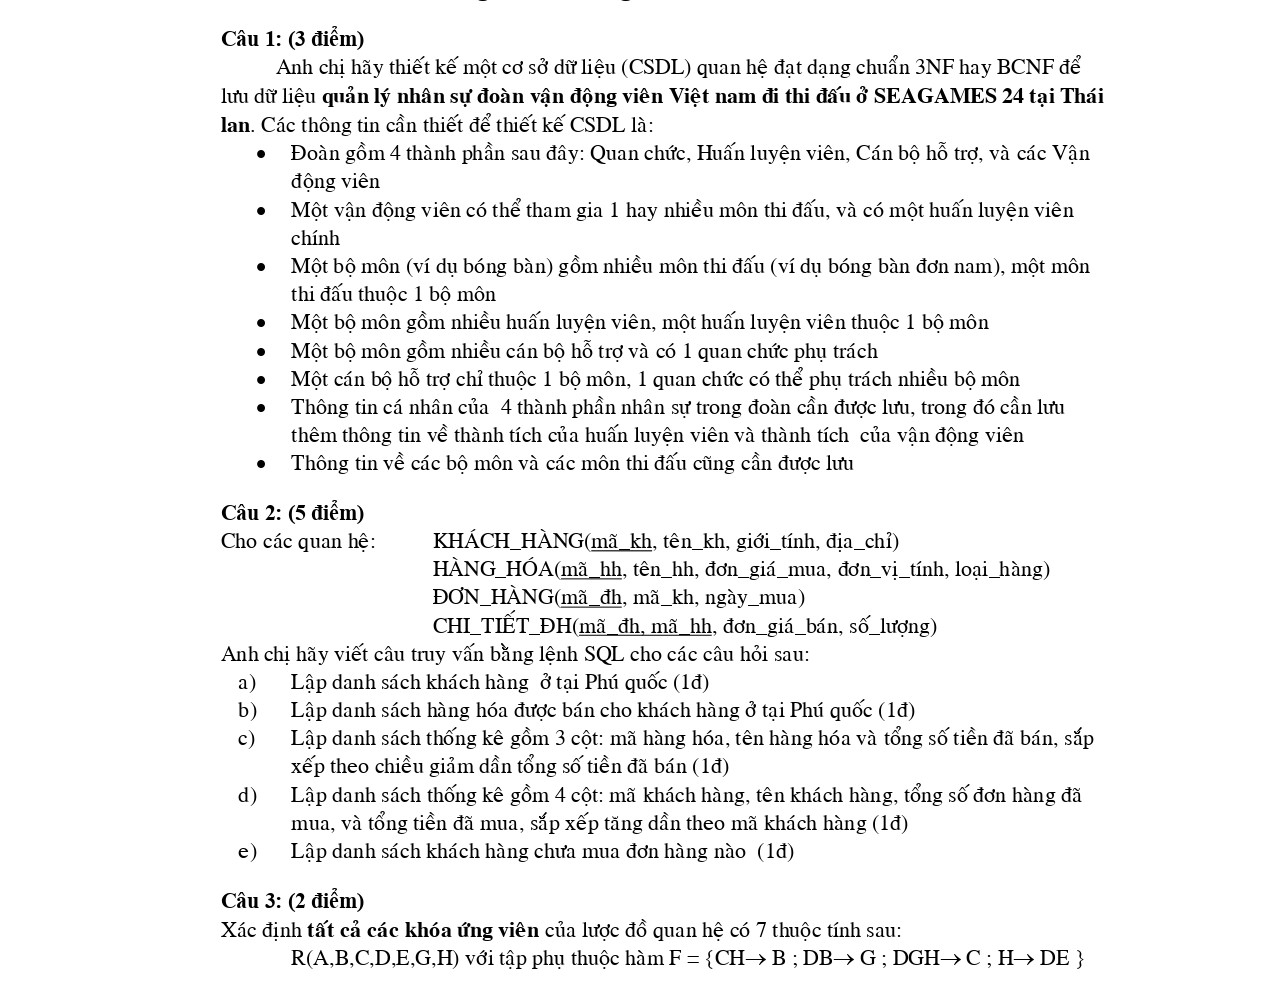 Câu 1: (3 điểm)
Anh chị hãy thiết kế một cơ sở dữ liệu (CSDL) quan hệ đạt dạng chuẩn 3NF hay BCNF để
lưu dữ liệu quản lý nhân sự đoàn vận động viên Việt nam đi thi đấu ở SEAGAMES 24 tại Thái
lan. Các thông tin cần thiết để thiết kế CSDL là:
• Đoàn gồm 4 thành phần sau đây: Quan chức, Huấn luyện viên, Cán bộ hỗ trợ, và các Vận
động viên
• Một vận động viên có thể tham gia 1 hay nhiều môn thi đấu, và có một huấn luyện viên
chính
• Một bộ môn (ví dụ bóng bàn) gồm nhiều môn thi đấu (ví dụ bóng bàn đơn nam), một môn
thi đấu thuộc 1 bộ môn
• Một bộ môn gồm nhiều huấn luyện viên, một huấn luyện viên thuộc 1 bộ môn
• Một bộ môn gồm nhiều cán bộ hỗ trợ và có 1 quan chức phụ trách
• Một cán bộ hỗ trợ chỉ thuộc 1 bộ môn, 1 quan chức có thể phụ trách nhiều bộ môn
• Thông tin cá nhân của 4 thành phần nhân sự trong đoàn cần được lưu, trong đó cần lưu
thêm thông tin về thành tích của huấn luyện viên và thành tích của vận động viên
• Thông tin về các bộ môn và các môn thi đấu cũng cần được lưu
Câu 2: (5 điểm)
Cho các quan hệ: KHÁCH_HÀNG(mã_kh, tên_kh, giới_tính, địa_chỉ)
HÀNG_HÓA(mã_hh, tên_hh, đơn_giá_mua, đơn_vị_tính, loại_hàng)
ĐƠN_HÀNG(mã_đh, mã_kh, ngày_mua)
CHI_TIẾT_ĐH(mã_đh, mã_hh, đơn_giá_bán, số_lượng)
Anh chị hãy viết câu truy vấn bằng lệnh SQL cho các câu hỏi sau:
a) Lập danh sách khách hàng ở tại Phú quốc (1đ)
b) Lập danh sách hàng hóa được bán cho khách hàng ở tại Phú quốc (1đ)
c) Lập danh sách thống kê gồm 3 cột: mã hàng hóa, tên hàng hóa và tổng số tiền đã bán, sắp
xếp theo chiều giảm dần tổng số tiền đã bán (1đ)
d) Lập danh sách thống kê gồm 4 cột: mã khách hàng, tên khách hàng, tổng số đơn hàng đã
mua, và tổng tiền đã mua, sắp xếp tăng dần theo mã khách hàng (1đ)
e) Lập danh sách khách hàng chưa mua đơn hàng nào (1đ)
Câu 3: (2 điểm)
Xác định tất cả các khóa ứng viên của lược đồ quan hệ có 7 thuộc tính sau:
R(A,B,C,D,E,G,H) với tập phụ thuộc hàm F = {CH→ B ; DB→ G ; DGH→ C ; H→ DE }